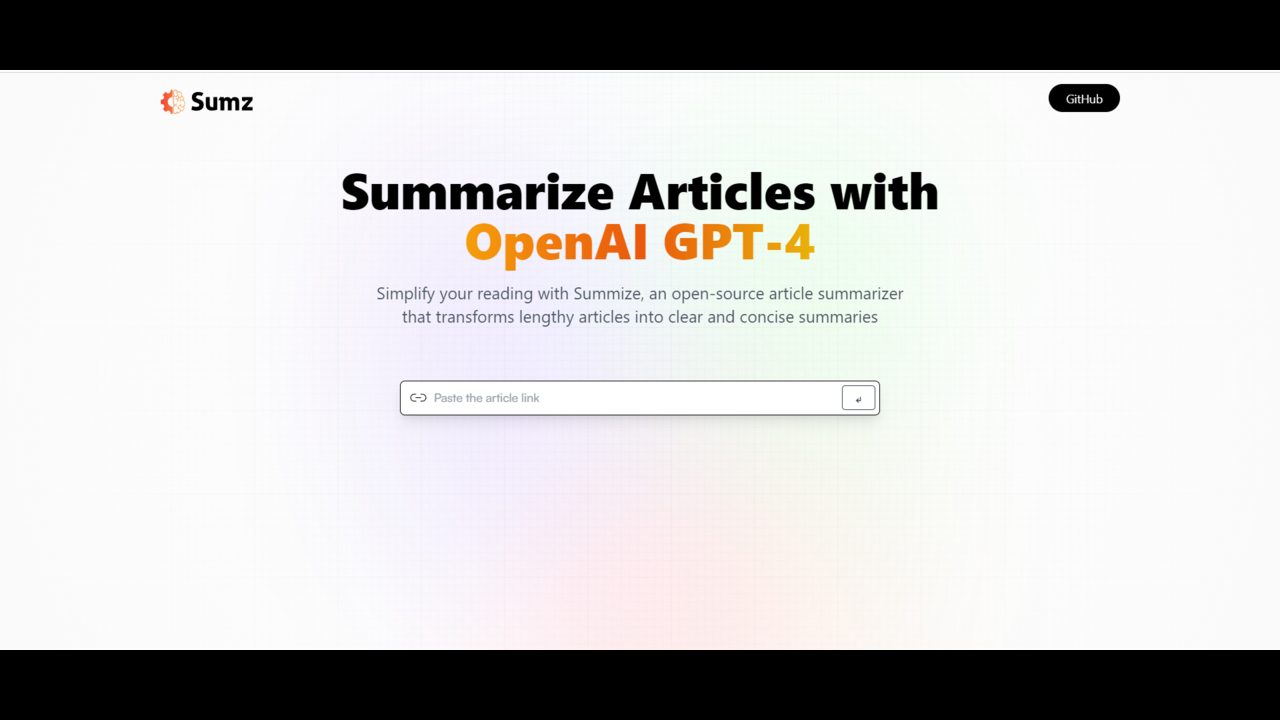 Sumz
GitHub
Summarize Articles with
OpenAI GPT-4
Simplify your reading with Summize, an open-source article summarizer
that transforms lengthy articles into clear and concise summaries
Paste the article link
↲